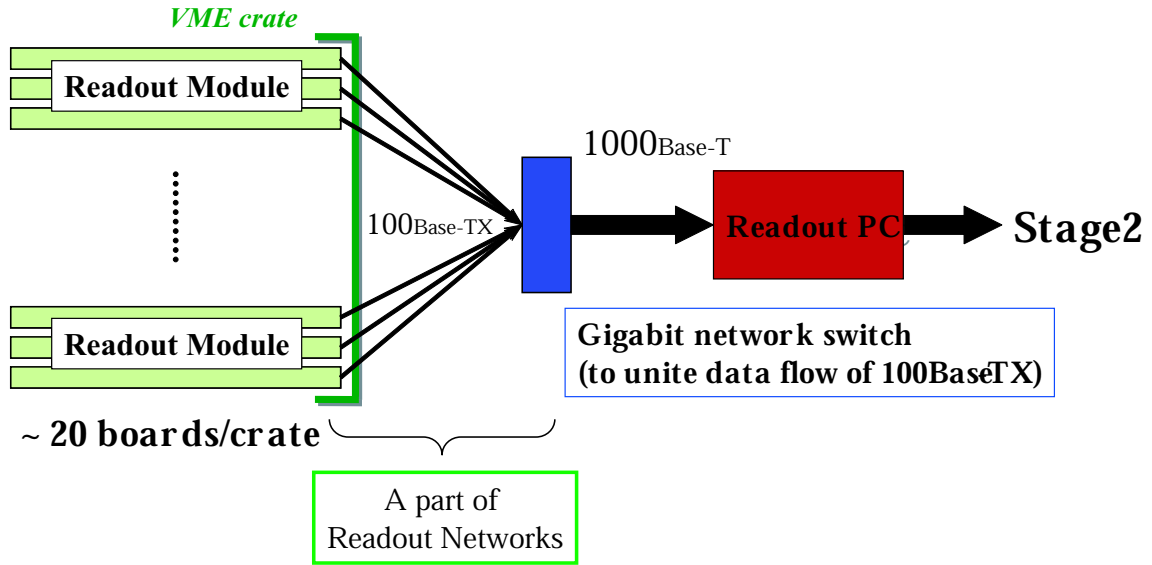 VME crate
Readout Module
1000Base-T
100Base-TX
Readout PC
Stage2
Readout Module
Gigabit network switch
(to unite data flow of 100BaseTX)
~ 20 boards/crate
A part of
Readout Networks